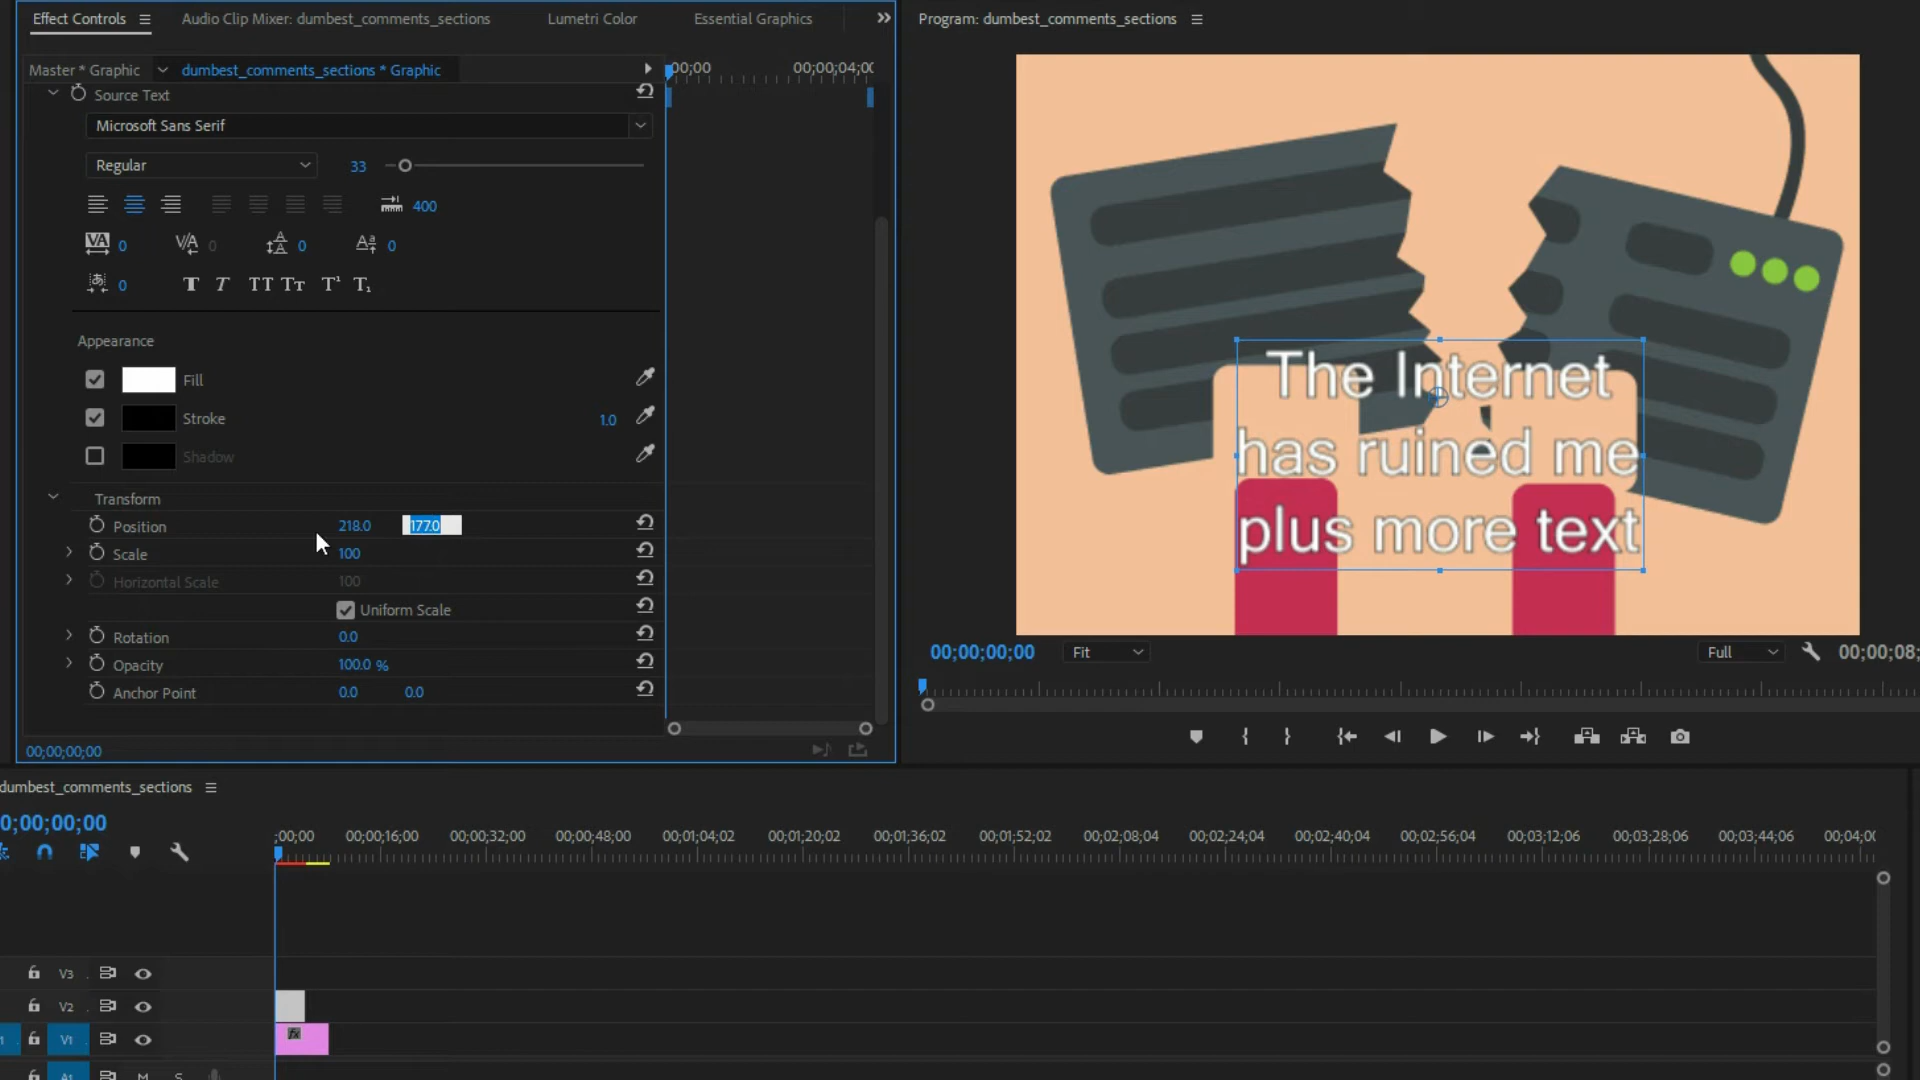 Effect Controls
Audio Clip Mixer: dumbest_comments_sections
Lumetri Color
Essential Graphics
Program: dumbest_comments_sections
Master * Graphic
dumbest_comments_sections * Graphic
00;00
00;00;04;00
Source Text
Microsoft Sans Serif
Regular
33
400
VA 0
V/A 0
0
0
0
T T TT Tт T¹ T₁
Appearance
Fill
Stroke
1.0
Shadow
Transform
Position
218.0
177.0
Scale
100
Horizontal Scale
100
Uniform Scale
Rotation
0.0
Opacity
100.0 %
Anchor Point
0.0
0.0
00;00;00;00
The Internet
has ruined me
plus more text
00;00;00;00
Fit
Full
00;00;08;
dumbest_comments_sections
0;00;00;00
;00;00
00;00;16;00
00;00;32;00
00;00;48;00
00;01;04;02
00;01;20;02
00;01;36;02
00;01;52;02
00;02;08;04
00;02;24;04
00;02;40;04
00;02;56;04
00;03;12;06
00;03;28;06
00;03;44;06
00;04;00
V3
V2
fx
V1
A1
M
S